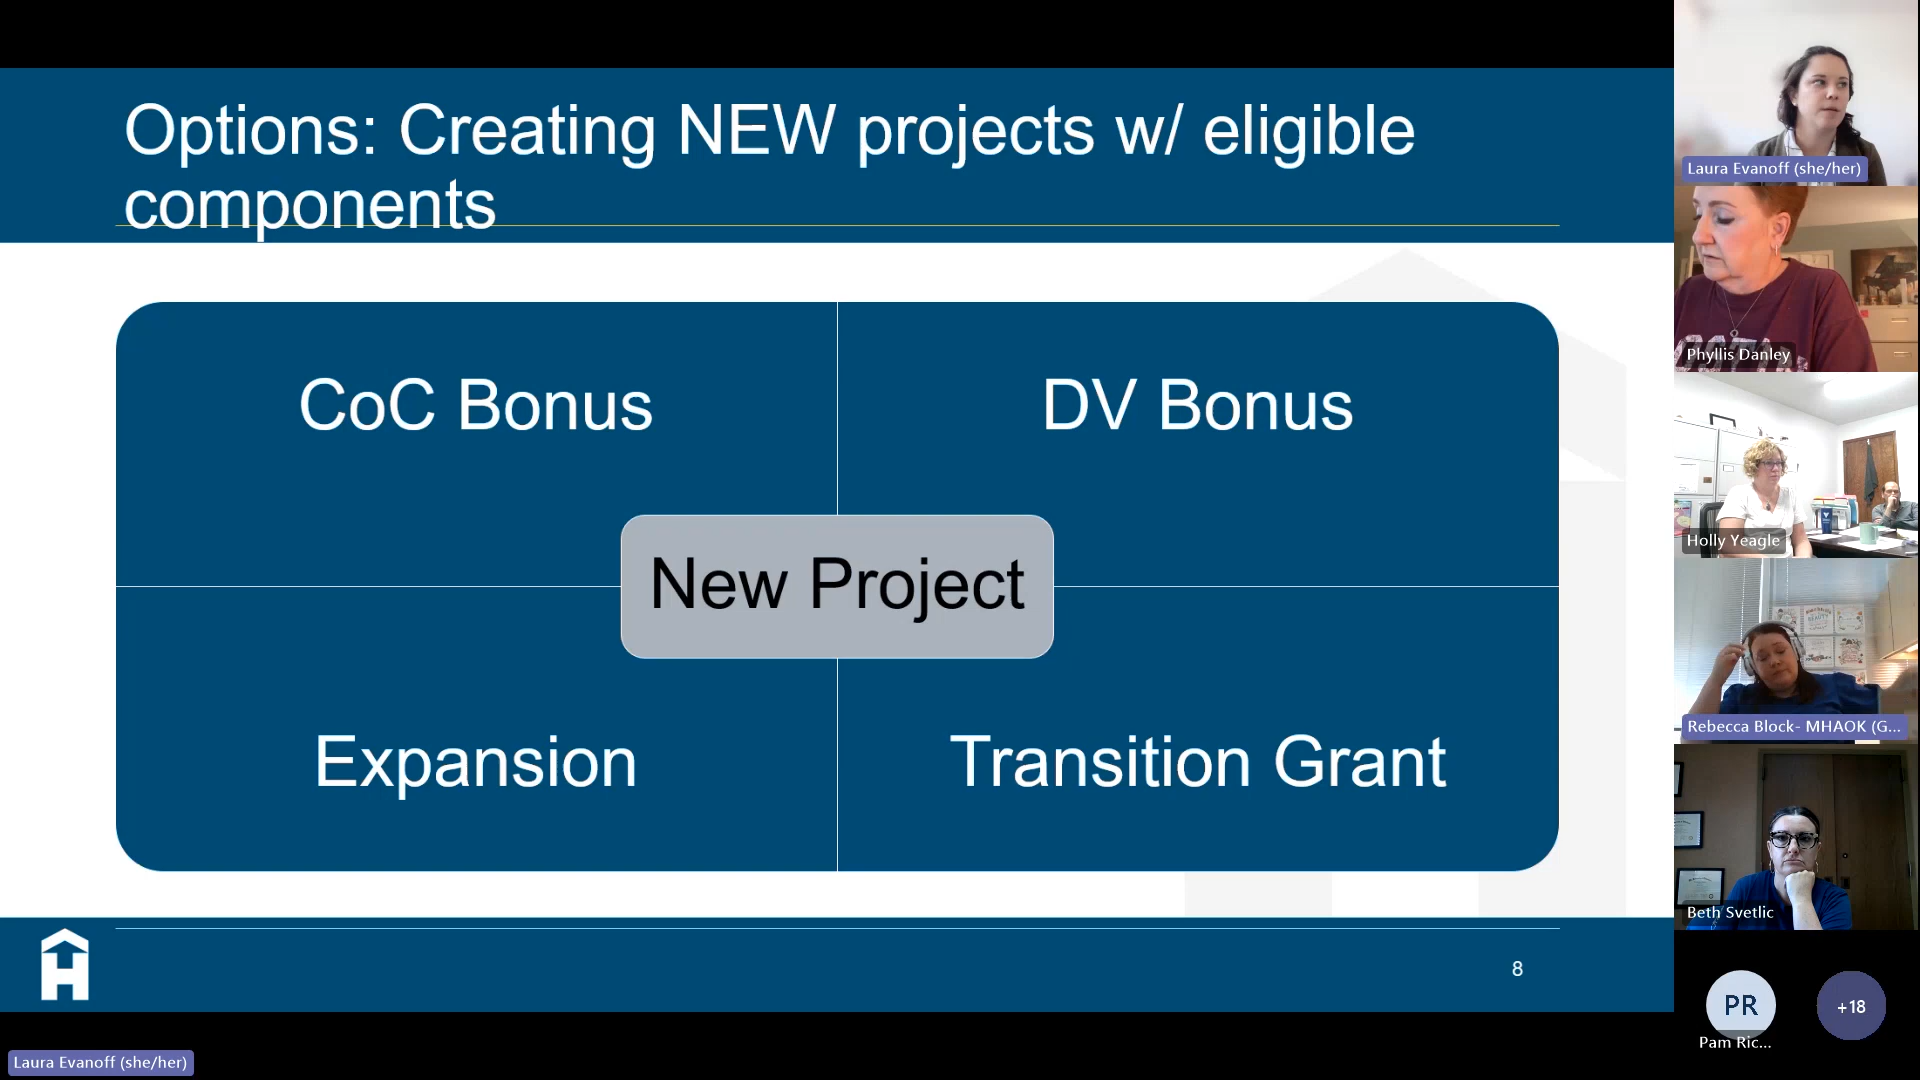 Options: Creating NEW projects w/ eligible
components
CoC Bonus
DV Bonus
New Project
Expansion
Transition Grant
H
8
Laura Evanoff (she/her)
Laura Evanoff (she/her)
Phyllis Danley
Holly Yeagle
Rebecca Block- MHAOK (G...
Beth Svetlic
PR
Pam Ric...
+18